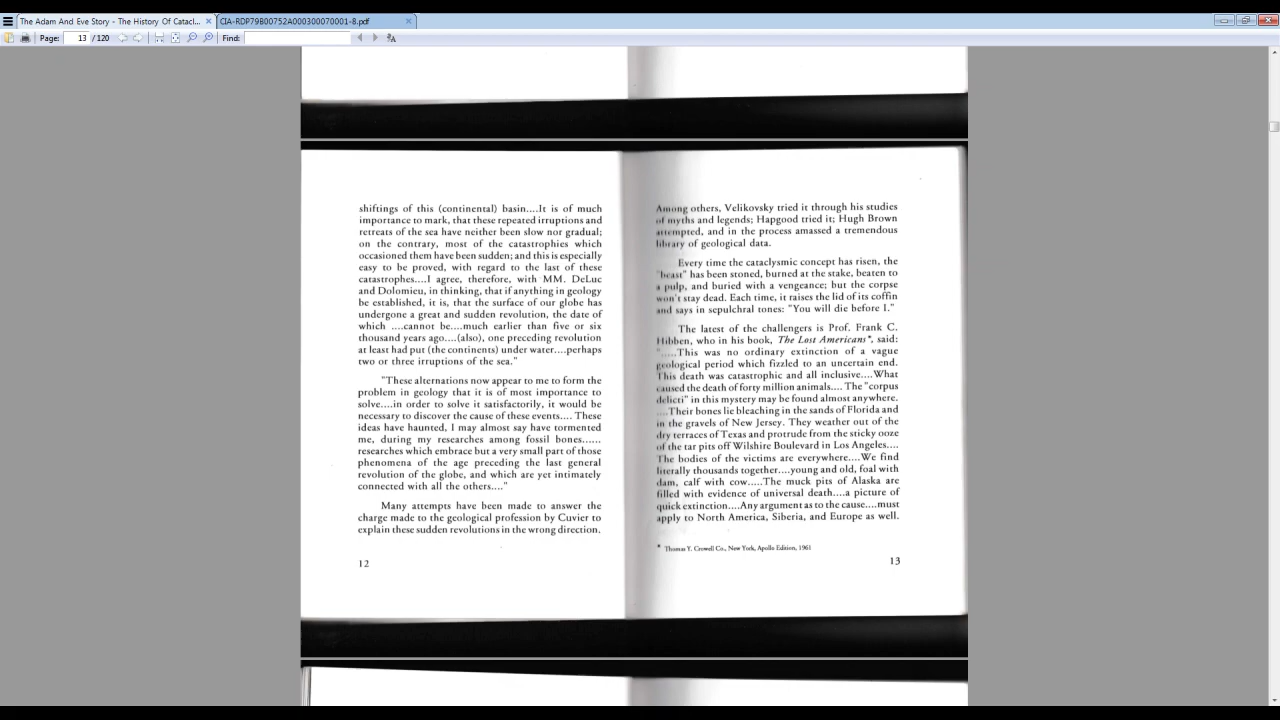 The Adam And Eve Story - The History Of Catacl...
CIA-RDP79B00752A000300070001-8.pdf
Page: 13 / 120
Find:
shiftings of this (continental) basin....It is of much
importance to mark, that these repeated irruptions and
retreats of the sea have neither been slow nor gradual;
on the contrary, most of the catastrophies which
occasioned them have been sudden; and this is especially
easy to be proved, with regard to the last of these
catastrophes....I agree, therefore, with MM. DeLuc
and Dolomieu, in thinking, that if anything in geology
be established, it is, that the surface of our globe has
undergone a great and sudden revolution, the date of
which ....cannot be....much earlier than five or six
thousand years ago....(also), one preceding revolution
at least had put (the continents) under water....perhaps
two or three irruptions of the sea."
"These alternations now appear to me to form the
problem in geology that it is of most importance to
solve....in order to solve it satisfactorily, it would be
necessary to discover the cause of these events.... These
ideas have haunted, I may almost say have tormented
me, during my researches among fossil bones......
researches which embrace but a very small part of those
phenomena of the age preceding the last general
revolution of the globe, and which are yet intimately
connected with all the others...."
Many attempts have been made to answer the
charge made to the geological profession by Cuvier to
explain these sudden revolutions in the wrong direction.
12
Among others, Velikovsky tried it through his studies
of myths and legends; Hapgood tried it; Hugh Brown
attempted, and in the process amassed a tremendous
library of geological data.
Every time the cataclysmic concept has risen, the
"beast" has been stoned, burned at the stake, beaten to
a pulp, and buried with a vengeance; but the corpse
won't stay dead. Each time, it raises the lid of its coffin
and says in sepulchral tones: "You will die before I."
The latest of the challengers is Prof. Frank C.
Hibben, who in his book, The Lost Americans*, said:
".....This was no ordinary extinction of a vague
geological period which fizzled to an uncertain end.
This death was catastrophic and all inclusive....What
caused the death of forty million animals.... The "corpus
delicti" in this mystery may be found almost anywhere.
....Their bones lie bleaching in the sands of Florida and
in the gravels of New Jersey. They weather out of the
dry terraces of Texas and protrude from the sticky ooze
of the tar pits off Wilshire Boulevard in Los Angeles....
The bodies of the victims are everywhere....We find
literally thousands together....young and old, foal with
dam, calf with cow.....The muck pits of Alaska are
filled with evidence of universal death....a picture of
quick extinction....Any argument as to the cause....must
apply to North America, Siberia, and Europe as well.
* Thomas Y. Crowell Co., New York, Apollo Edition, 1961
13